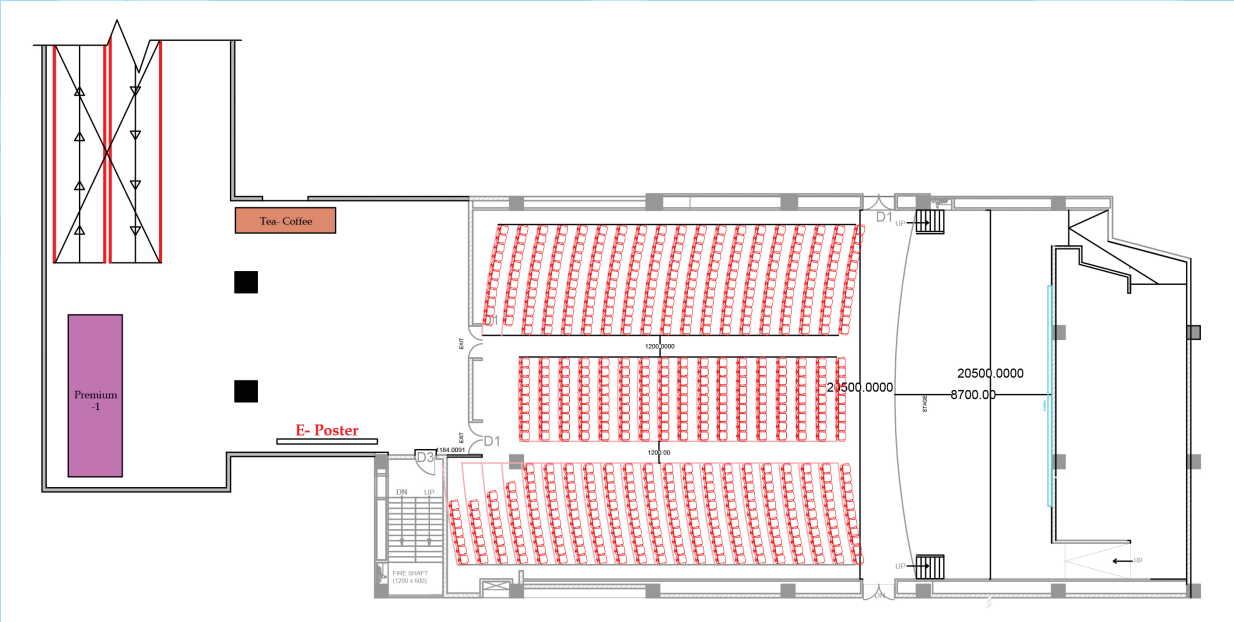 Tea- Coffee
D1
UP
D1
EXIT
1200.0000
20500.0000
20500.0000
8700.00
STAGE
Premium
-1
E- Poster
EXIT
D1
1184.0091
1200.00
D3
DN
UP
FIRE SHAFT
(1200 x 600)
UP
up
DN